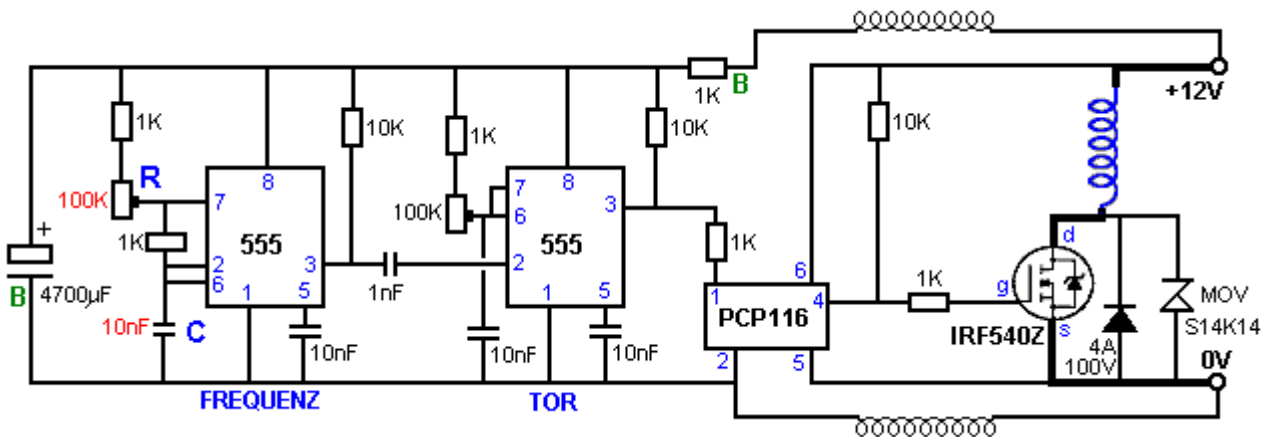 1K
B
+12V
1K
10K
1K
10K
10K
100K
R
7
8
1K
555
2
6
3
1
5
+
4700µF
B
10nF
C
10nF
FREQUENZ
1nF
100K
7
6
8
3
555
2
1
5
10nF
10nF
TOR
1K
1
6
4
PCP116
2
5
1K
g
d
s
IRF540Z
4A
100V
MOV
S14K14
0V